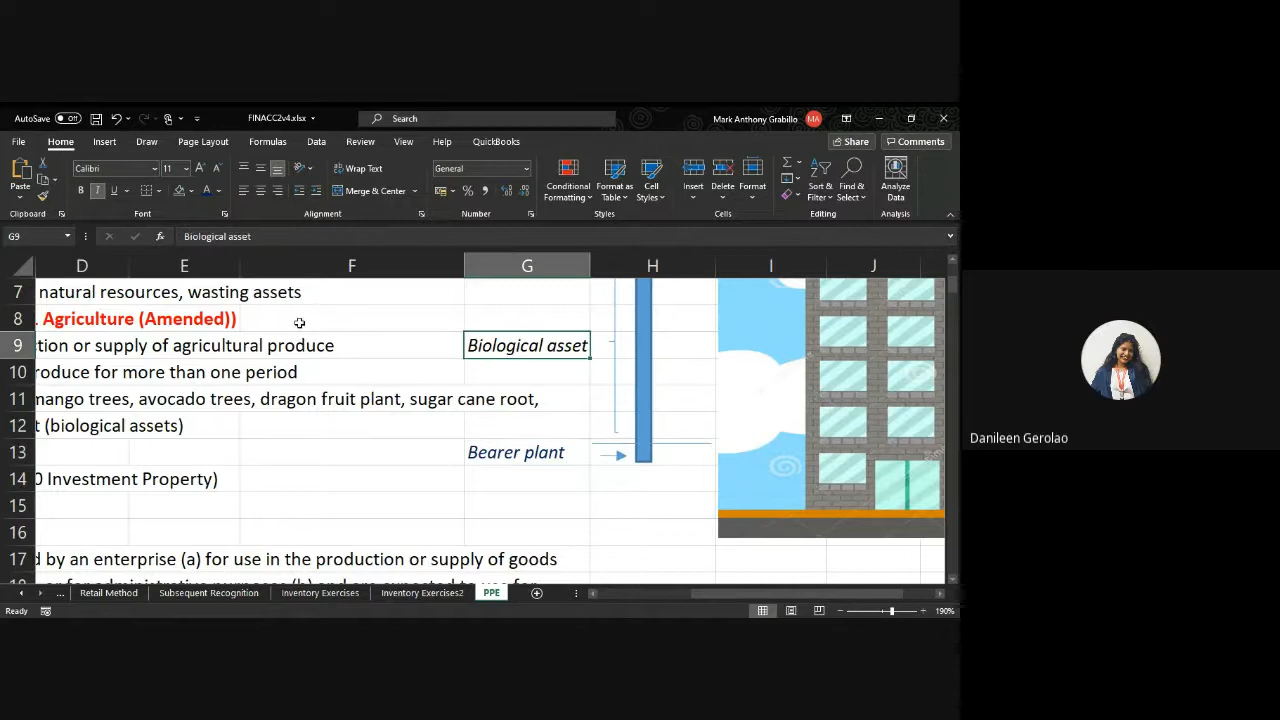 AutoSave Off FINACC2v4.xlsx Search Mark Anthony Grabillo MA
File Home Insert Draw Page Layout Formulas Data Review View Help QuickBooks Share Comments
Paste Calibri 11 Wrap Text General Conditional Formatting Format as Table Cell Styles Insert Delete Format Sort & Filter Find & Select Analyze Data
B I U Merge & Center
Clipboard Font Alignment Number Styles Cells Editing Analysis
G9 fx Biological asset
D E F G H I J
7 natural resources, wasting assets
8 . Agriculture (Amended))
9 tion or supply of agricultural produce Biological asset
10 roduce for more than one period
11 mango trees, avocado trees, dragon fruit plant, sugar cane root,
12 t (biological assets)
13 Bearer plant
14 0 Investment Property)
15
16
17 d by an enterprise (a) for use in the production or supply of goods
... Retail Method Subsequent Recognition Inventory Exercises Inventory Exercises2 PPE
Ready 190%
Danileen Gerolao